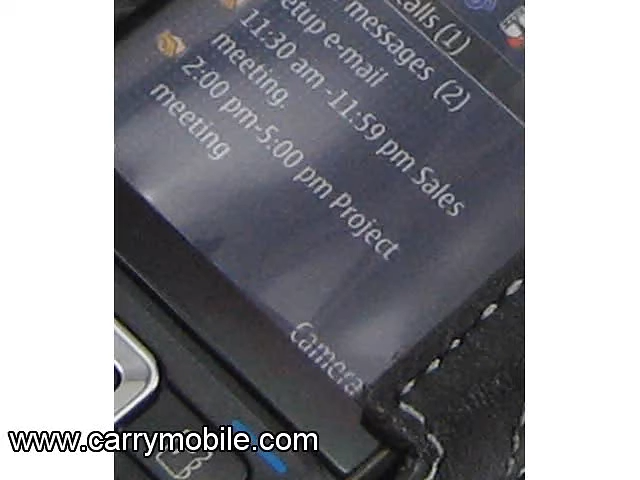 calls (1)
messages (2)
etup e-mail
11:30 am -11:59 pm Sales
meeting.
2:00 pm-5:00 pm Project
meeting
Camera
www.carrymobile.com